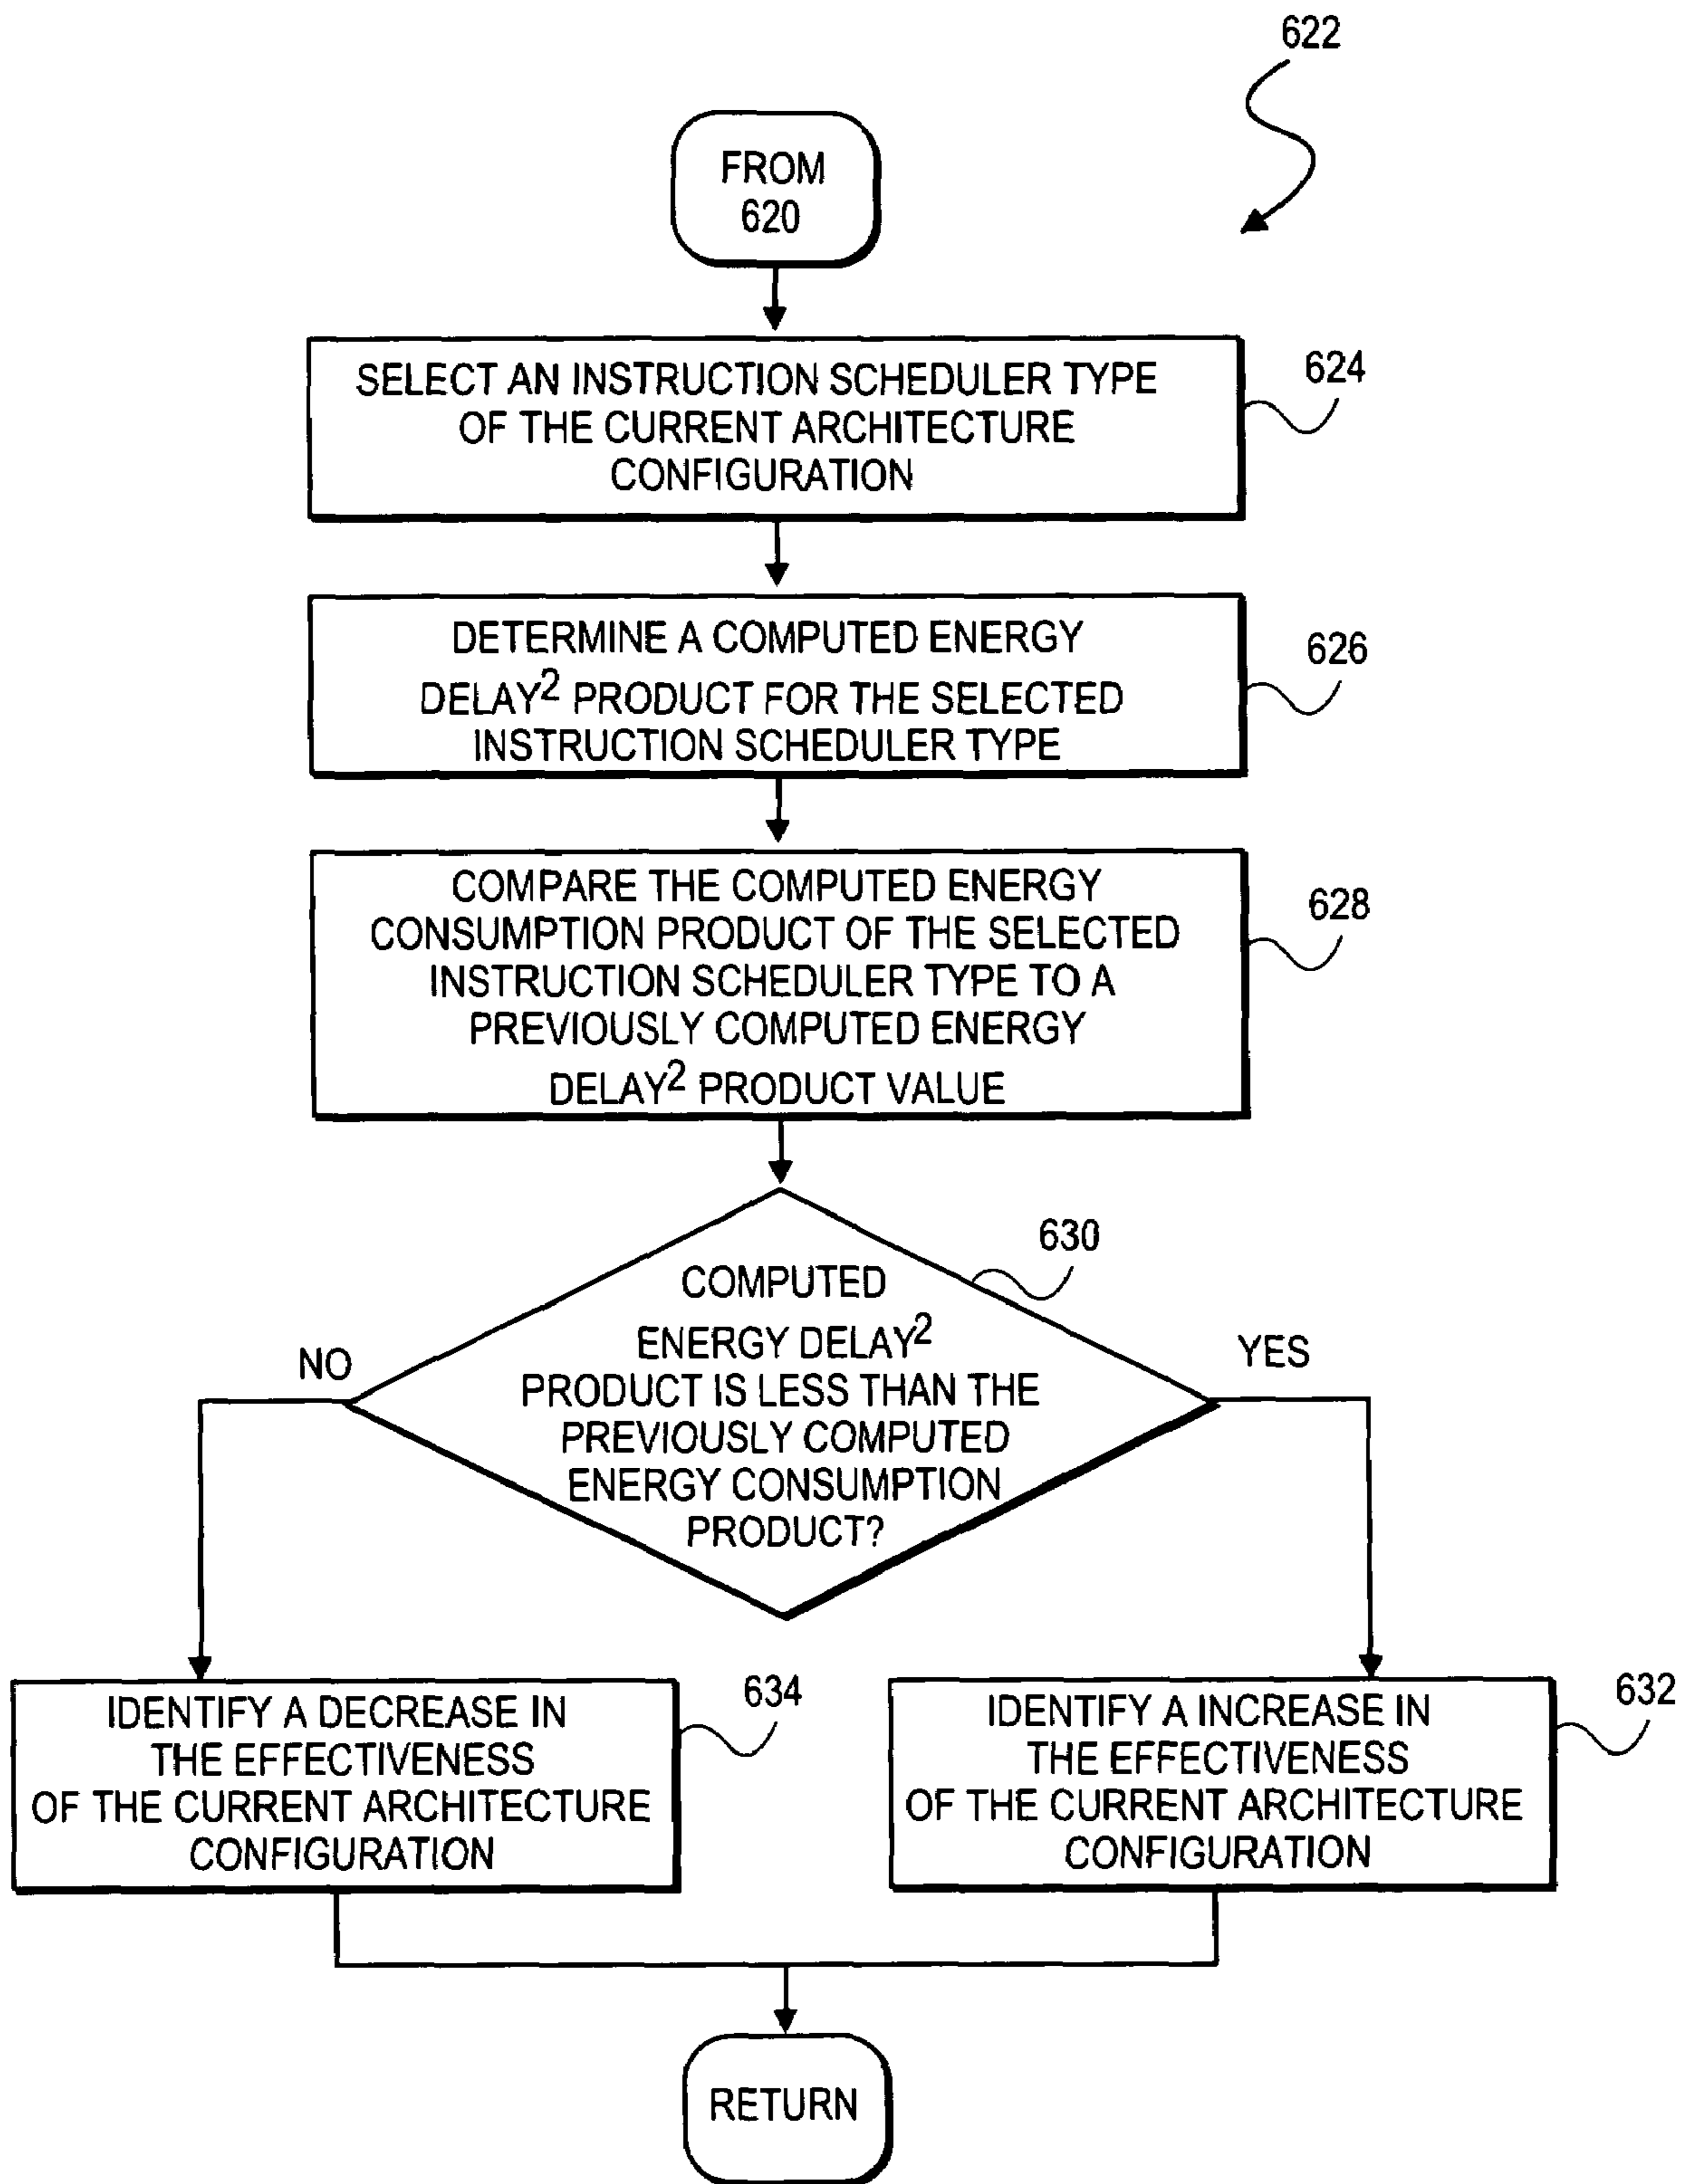 622
FROM
620
SELECT AN INSTRUCTION SCHEDULER TYPE
OF THE CURRENT ARCHITECTURE
CONFIGURATION
624
DETERMINE A COMPUTED ENERGY
DELAY² PRODUCT FOR THE SELECTED
INSTRUCTION SCHEDULER TYPE
626
COMPARE THE COMPUTED ENERGY
CONSUMPTION PRODUCT OF THE SELECTED
INSTRUCTION SCHEDULER TYPE TO A
PREVIOUSLY COMPUTED ENERGY
DELAY² PRODUCT VALUE
628
630
COMPUTED
ENERGY DELAY²
PRODUCT IS LESS THAN THE
PREVIOUSLY COMPUTED
ENERGY CONSUMPTION
PRODUCT?
NO
YES
IDENTIFY A DECREASE IN
THE EFFECTIVENESS
OF THE CURRENT ARCHITECTURE
CONFIGURATION
634
IDENTIFY A INCREASE IN
THE EFFECTIVENESS
OF THE CURRENT ARCHITECTURE
CONFIGURATION
632
RETURN